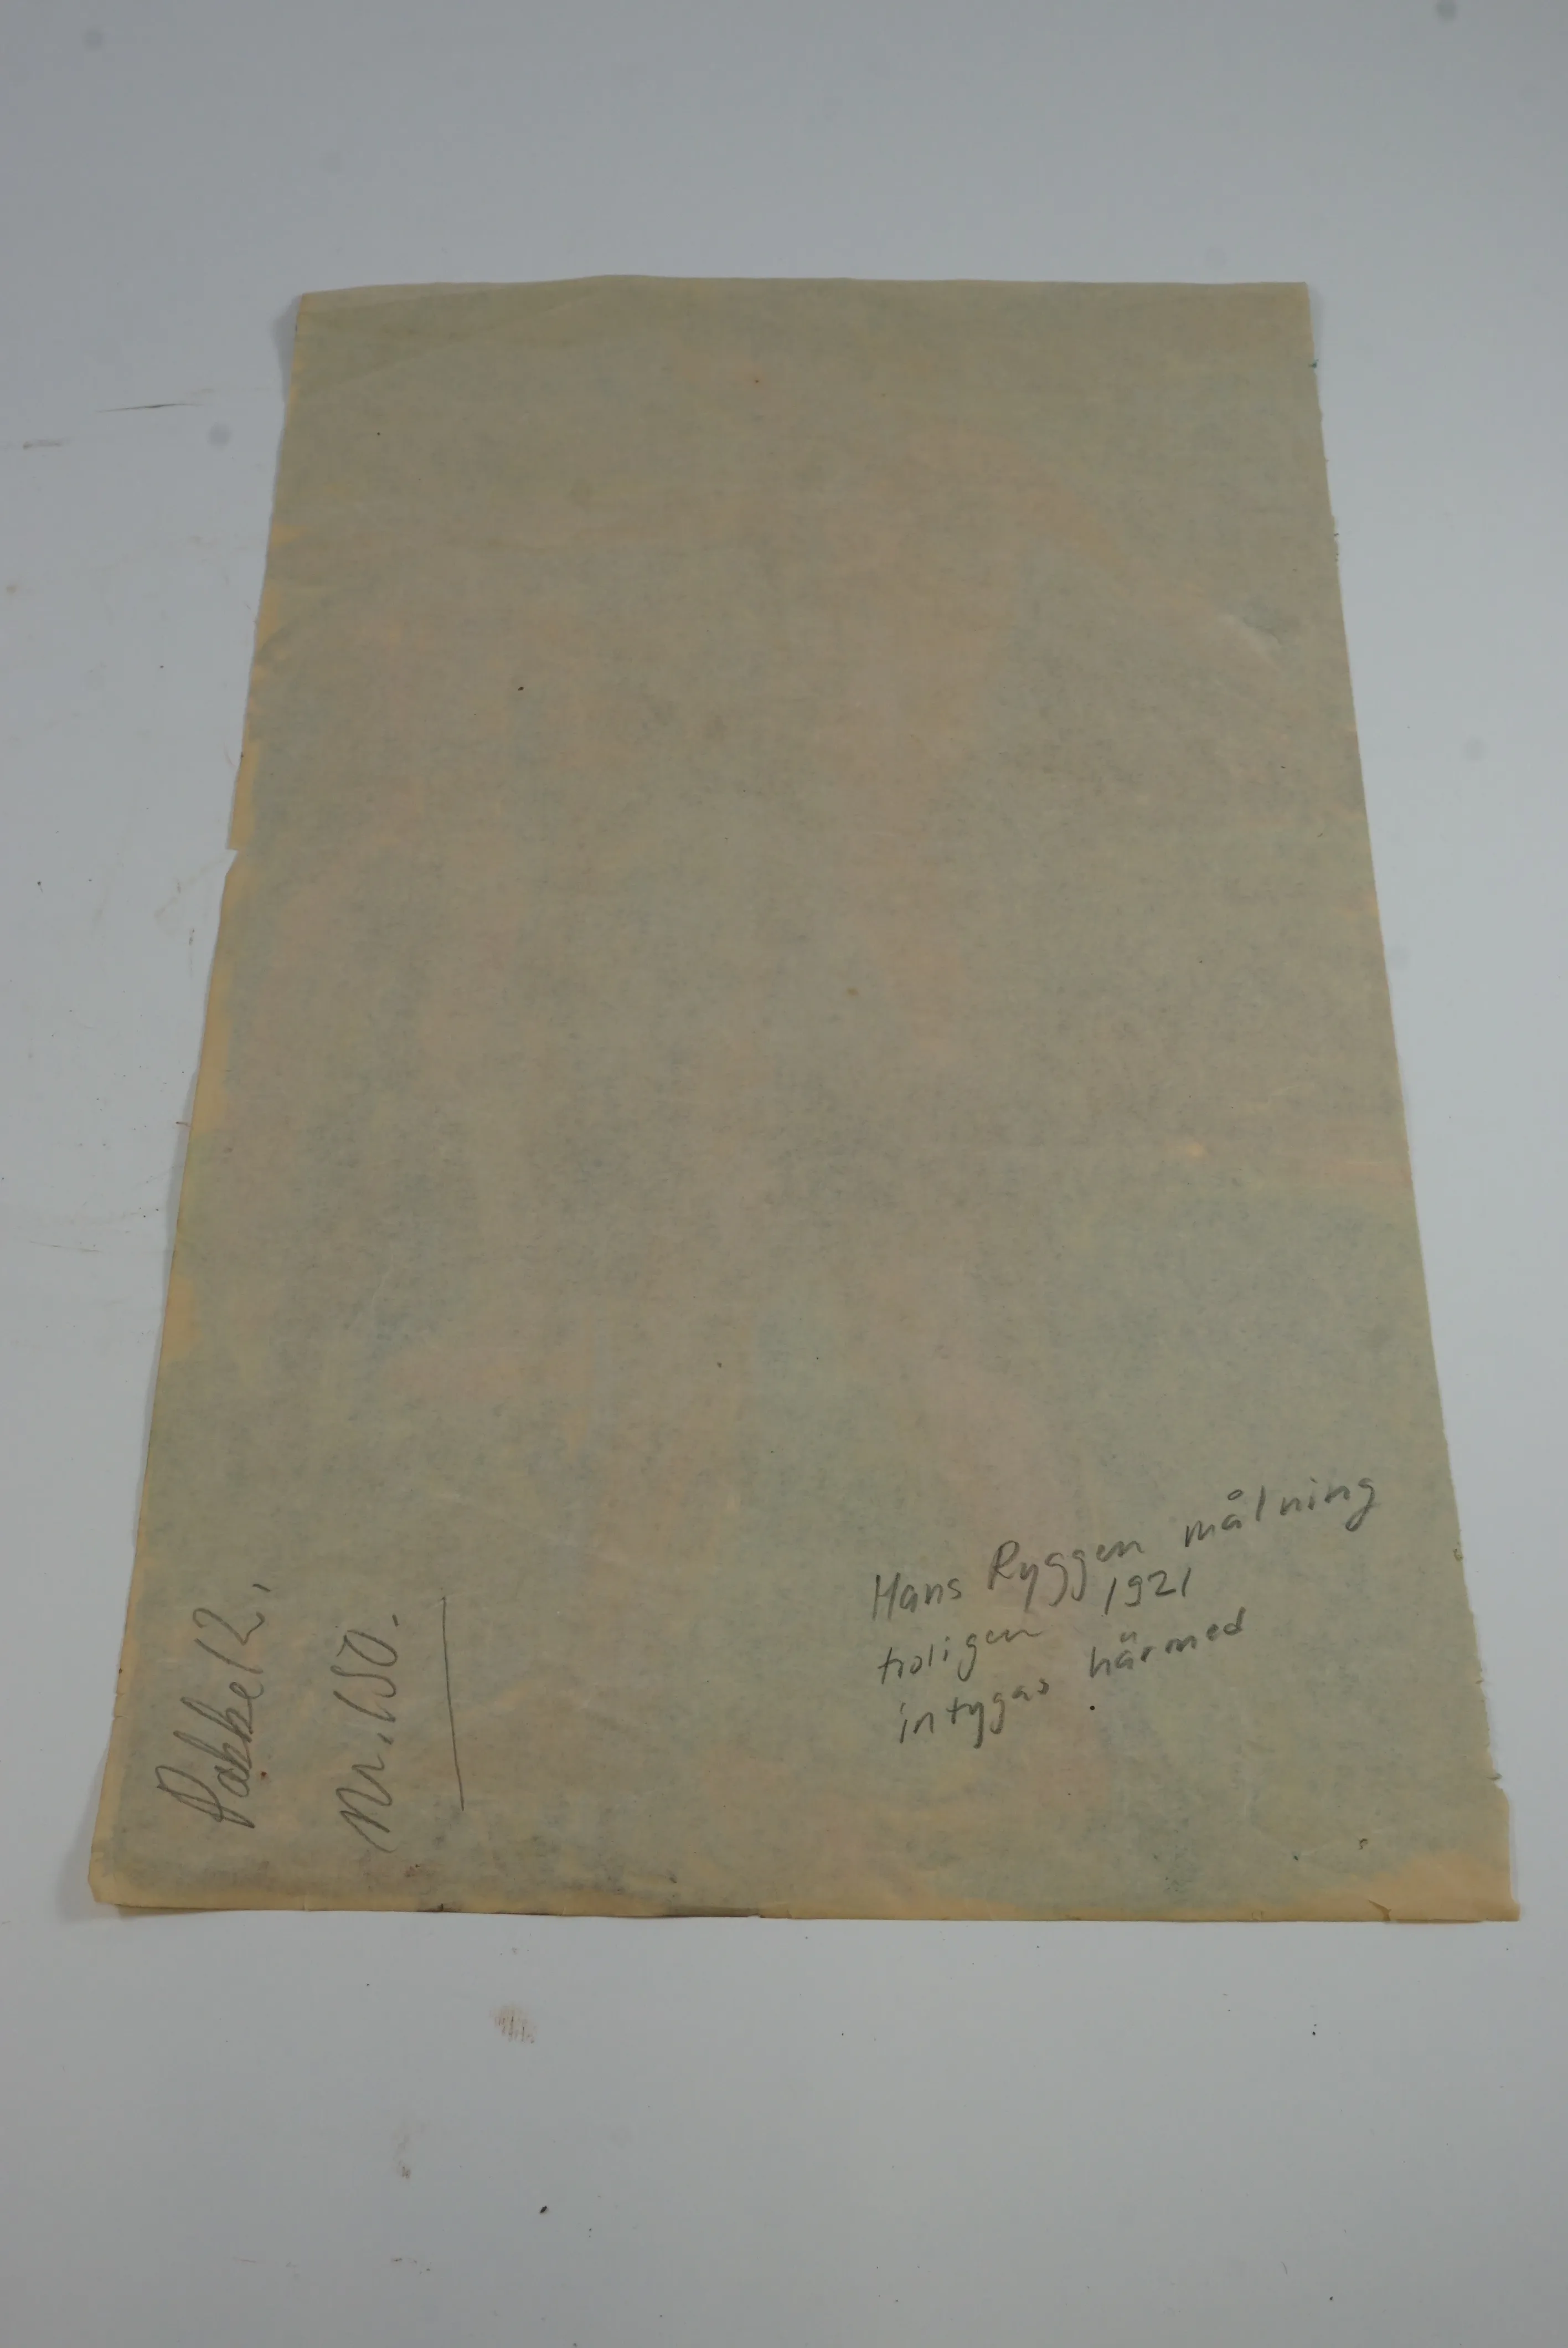 Hans Ryggen målning
troligen 1921
intygas härmed
Pakke 12.
Nr. 150.